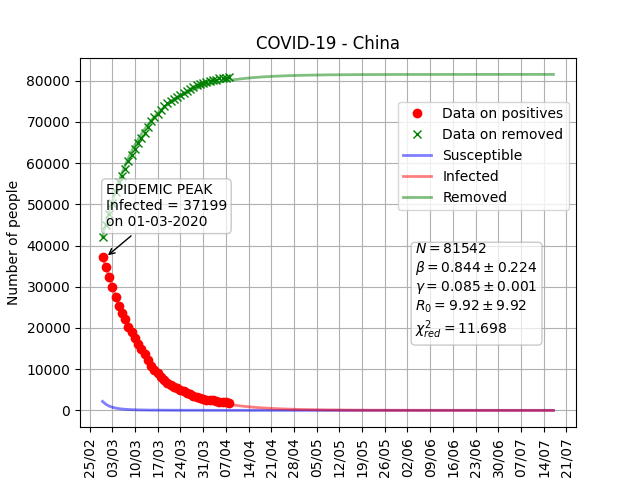 COVID-19 - China
Number of people
80000
70000
60000
50000
40000
30000
20000
10000
0
Data on positives
Data on removed
Susceptible
Infected
Removed
EPIDEMIC PEAK
Infected = 37199
on 01-03-2020
N = 81542
β = 0.844 ± 0.224
γ = 0.085 ± 0.001
R₀ = 9.92 ± 9.92
χ²red = 11.698
25/02
03/03
10/03
17/03
24/03
31/03
07/04
14/04
21/04
28/04
05/05
12/05
19/05
26/05
02/06
09/06
16/06
23/06
30/06
07/07
14/07
21/07